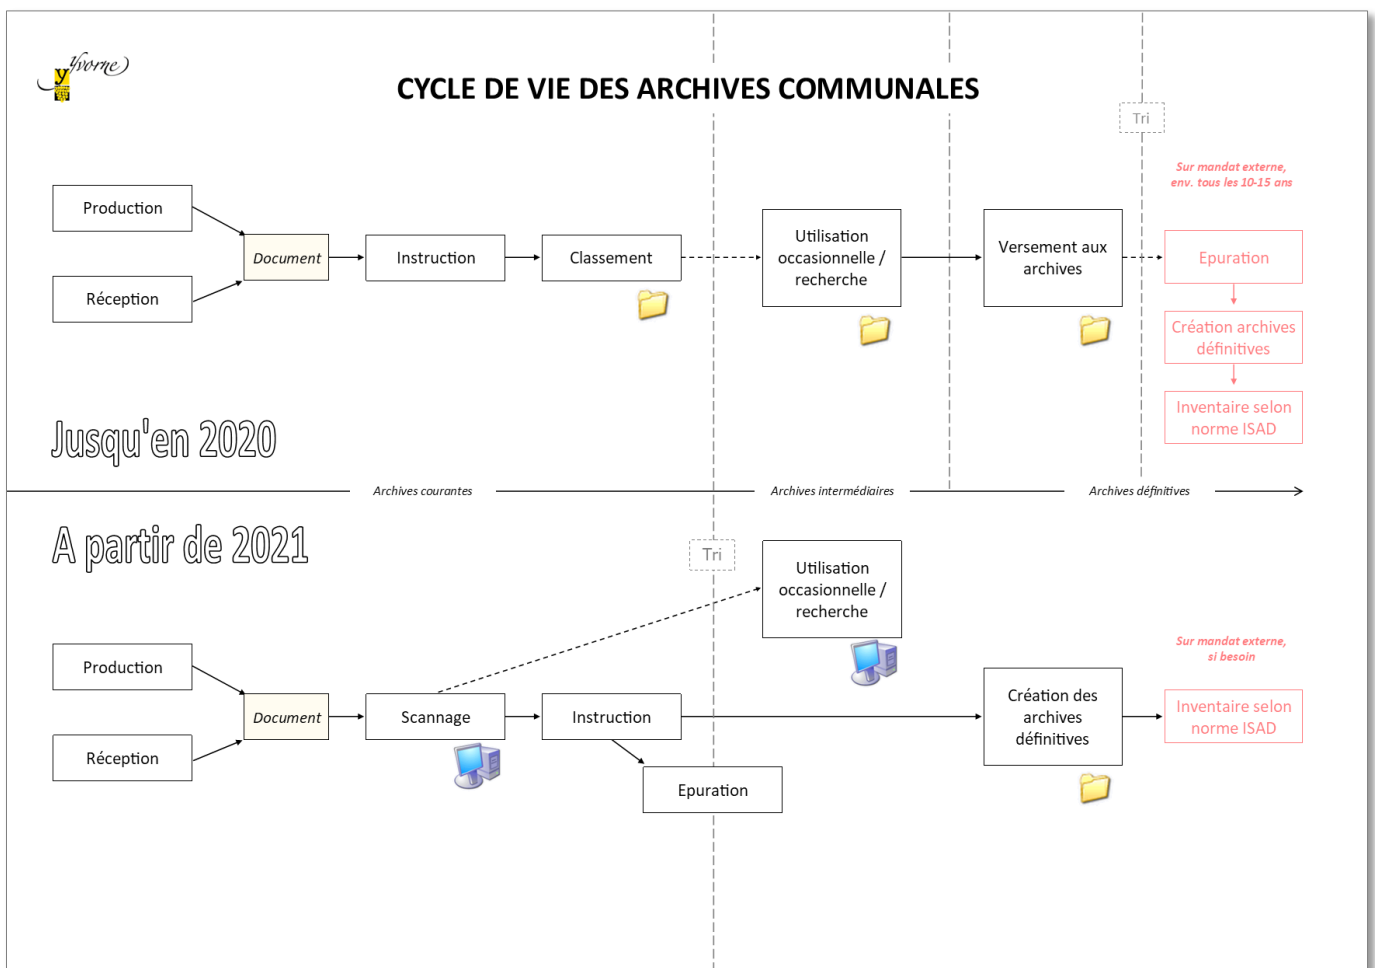 Yvorne
y
CYCLE DE VIE DES ARCHIVES COMMUNALES
Tri
Sur mandat externe,
env. tous les 10-15 ans
Production
Réception
Document
Instruction
Classement
Utilisation
occasionnelle /
recherche
Versement aux
archives
Epuration
Création archives
définitives
Inventaire selon
norme ISAD
Jusqu'en 2020
Archives courantes
Archives intermédiaires
Archives définitives
A partir de 2021
Tri
Utilisation
occasionnelle /
recherche
Production
Réception
Document
Scannage
Instruction
Epuration
Création des
archives
définitives
Sur mandat externe,
si besoin
Inventaire selon
norme ISAD